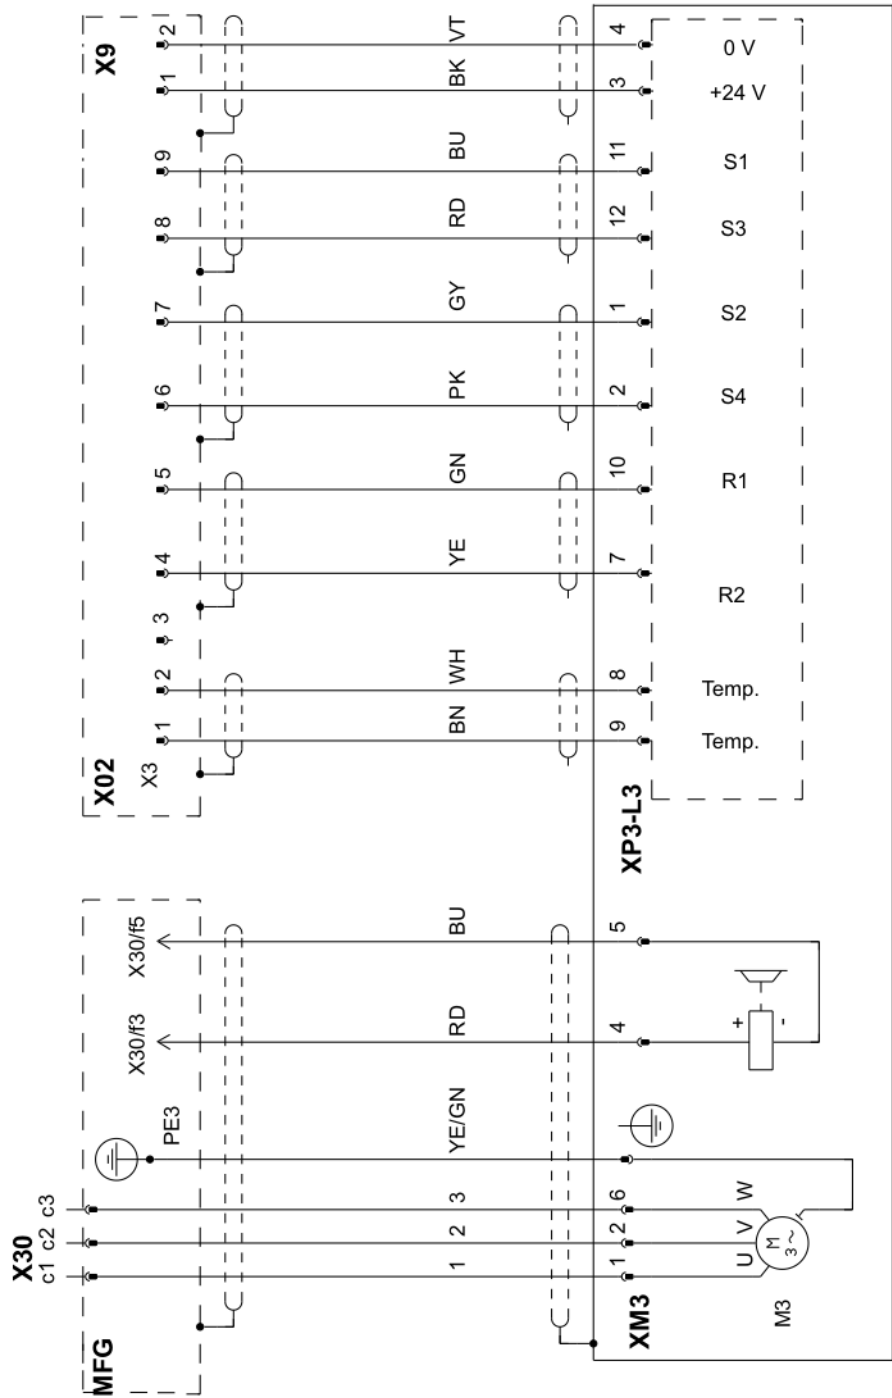 X9
2
VT
4
0 V
1
BK
3
+24 V
9
BU
11
S1
8
RD
12
S3
7
GY
1
S2
6
PK
2
S4
5
GN
10
R1
4
YE
7
R2
3
2
WH
8
Temp.
1
BN
9
Temp.
X02
X3
XP3-L3
X30/f5
BU
5
X30/f3
RD
4
+
-
PE3
YE/GN
X30
c3
3
6
W
c2
2
2
V
c1
1
1
U
M
3~
MFG
XM3
M3